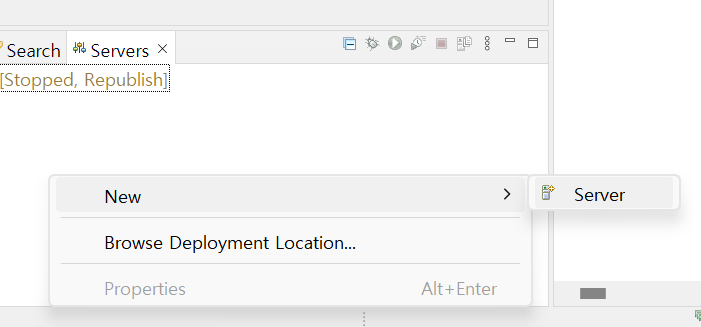 Search Servers
[Stopped, Republish]
New
Server
Browse Deployment Location...
Properties Alt+Enter